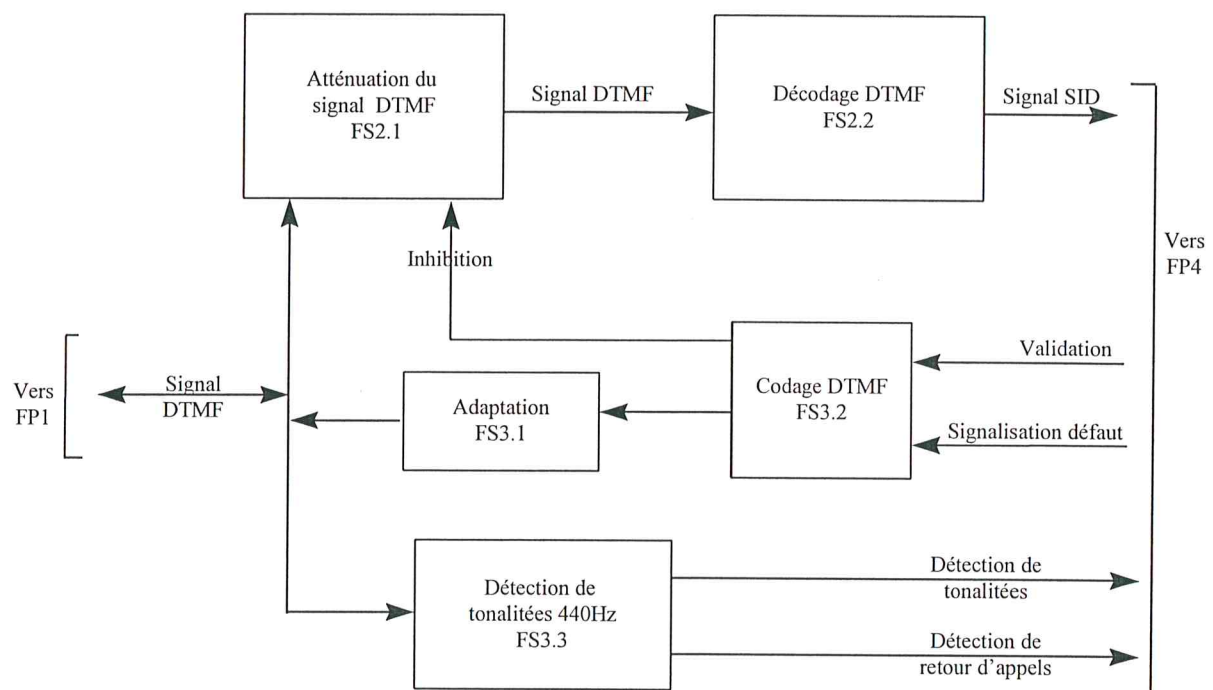 Atténuation du
signal DTMF
FS2.1
Signal DTMF
Décodage DTMF
FS2.2
Signal SID
Vers
FP4
Inhibition
Validation
Vers
FP1
Signal
DTMF
Adaptation
FS3.1
Codage DTMF
FS3.2
Signalisation défaut
Détection de
tonalitées 440Hz
FS3.3
Détection de
tonalitées
Détection de
retour d'appels